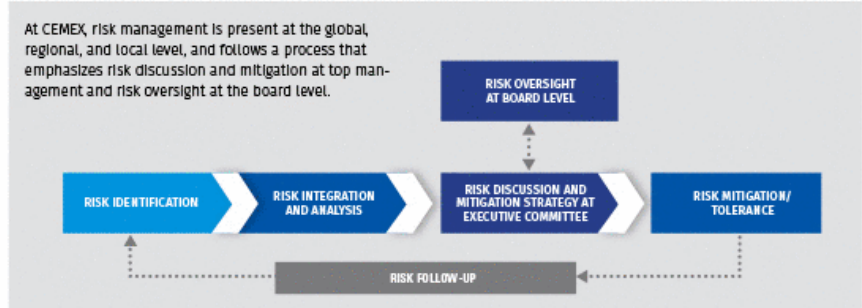 At CEMEX, risk management is present at the global,
regional, and local level, and follows a process that
emphasizes risk discussion and mitigation at top man-
agement and risk oversight at the board level.
RISK OVERSIGHT
AT BOARD LEVEL
RISK IDENTIFICATION
RISK INTEGRATION
AND ANALYSIS
RISK DISCUSSION AND
MITIGATION STRATEGY AT
EXECUTIVE COMMITTEE
RISK MITIGATION/
TOLERANCE
RISK FOLLOW-UP